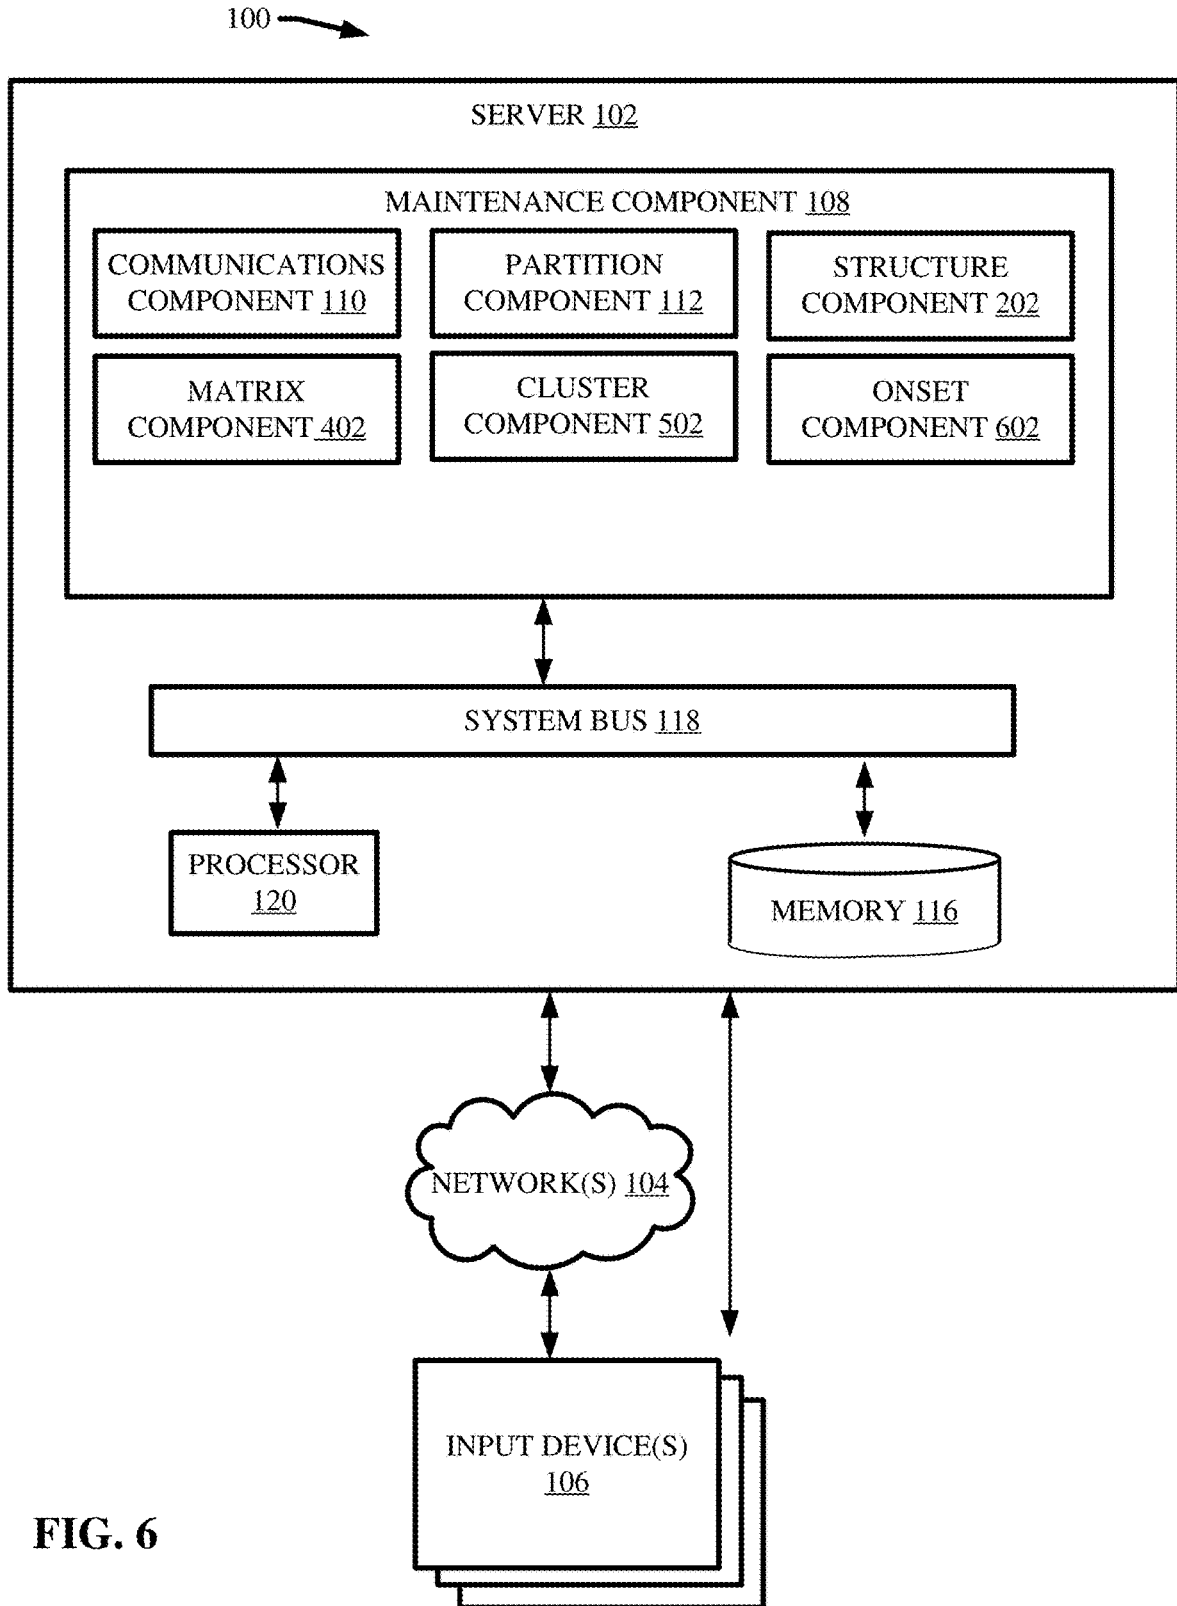 100
SERVER 102
MAINTENANCE COMPONENT 108
COMMUNICATIONS
COMPONENT 110
PARTITION
COMPONENT 112
STRUCTURE
COMPONENT 202
MATRIX
COMPONENT 402
CLUSTER
COMPONENT 502
ONSET
COMPONENT 602
SYSTEM BUS 118
PROCESSOR
120
MEMORY 116
NETWORK(S) 104
INPUT DEVICE(S)
106
FIG. 6